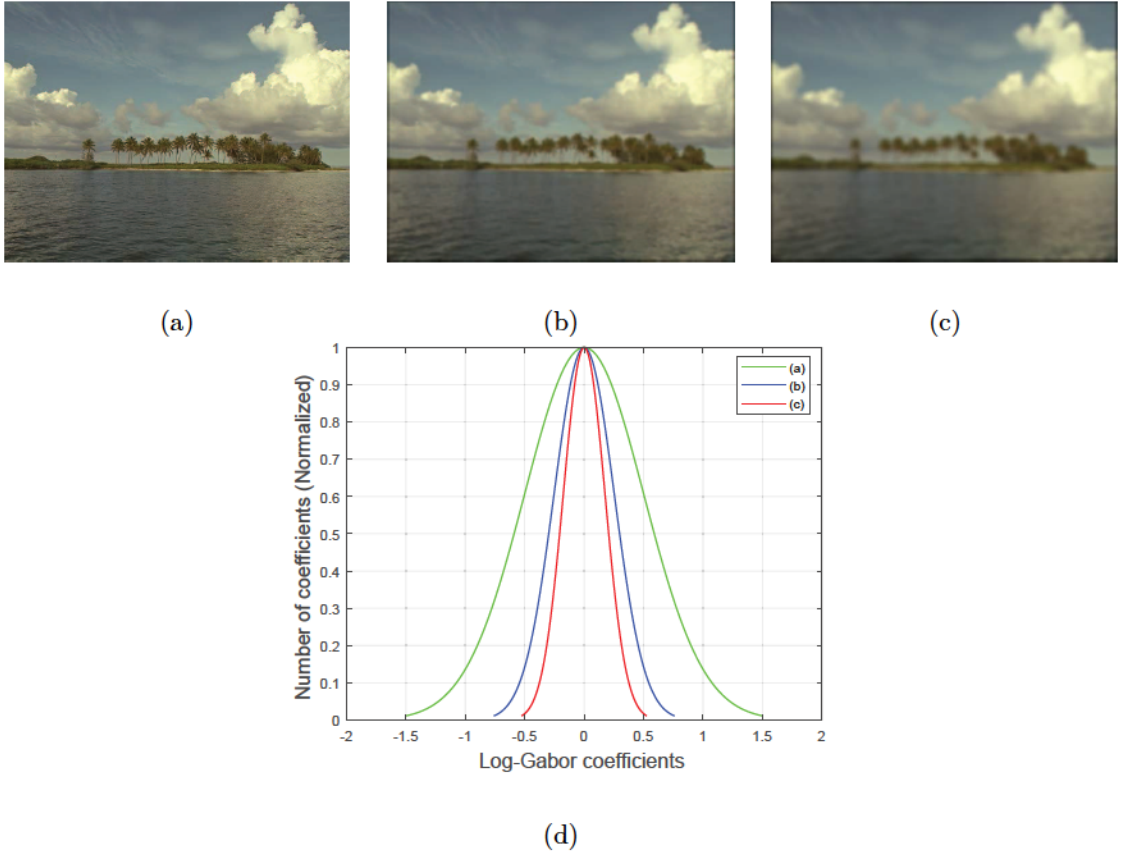 (a)
(b)
(c)
Number of coefficients (Normalized)
1
0.9
0.8
0.7
0.6
0.5
0.4
0.3
0.2
0.1
0
-2
-1.5
-1
-0.5
0
0.5
1
1.5
2
(a)
(b)
(c)
Log-Gabor coefficients
(d)